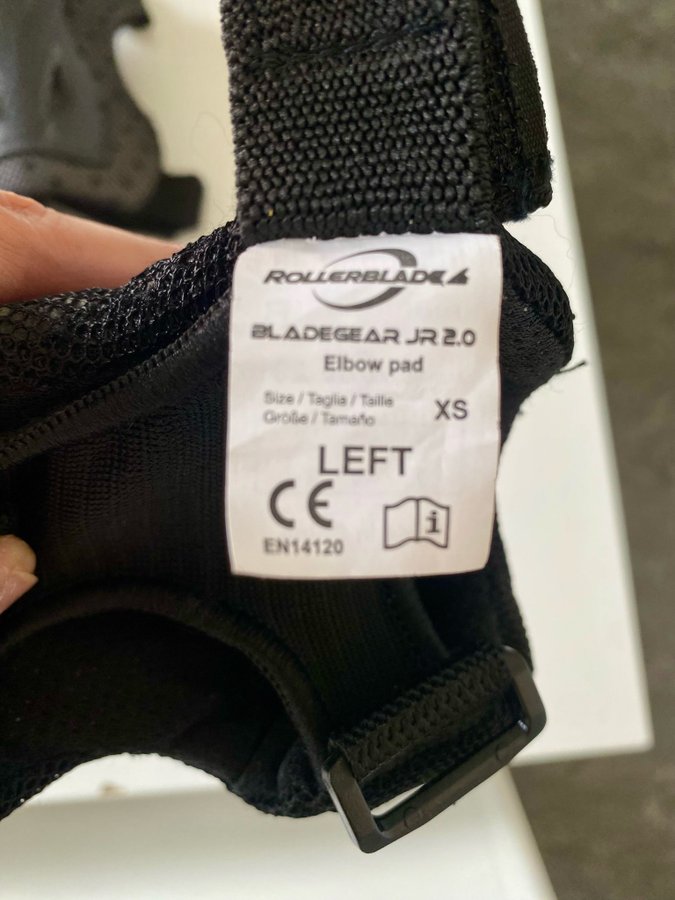 ROLLERBLADE
BLADEGEAR JR 2.0
Elbow pad
Size / Taglia / Taille
Größe / Tamaño
XS
LEFT
CE
EN14120
i